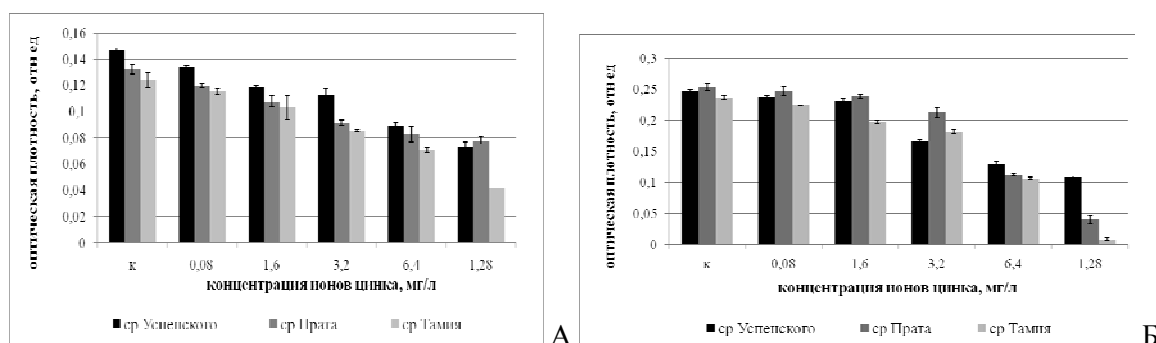 0,16
0,14
0,12
0,1
0,08
0,06
0,04
0,02
0
оптическая плотность, отн ед
к 0,08 1,6 3,2 6,4 1,28
концентрация ионов цинка, мг/л
ср Успенского ср Прата ср Тамия
А
0,3
0,25
0,2
0,15
0,1
0,05
0
оптическая плотность, отн ед
к 0,08 1,6 3,2 6,4 1,28
концентрация ионов цинка, мг/л
ср Успенского ср Прата ср Тамия
Б